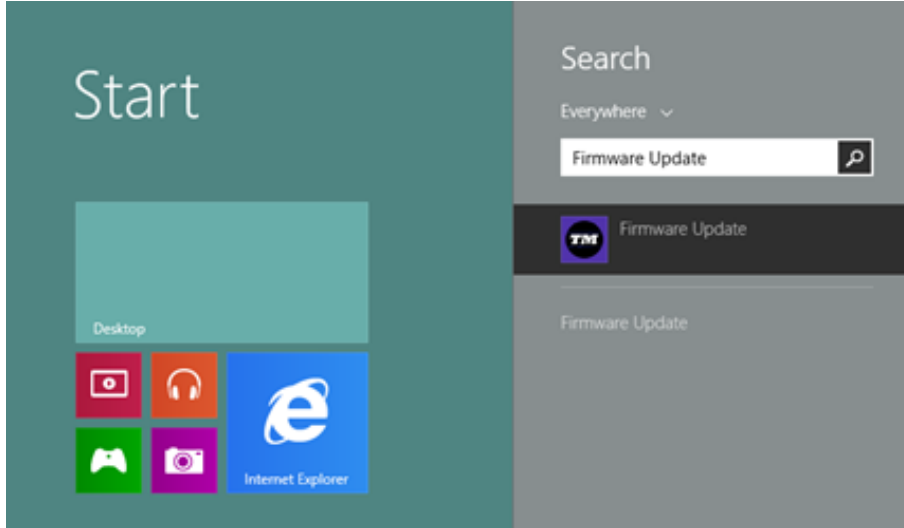 Start
Desktop
Internet Explorer
Search
Everywhere
Firmware Update
TM
Firmware Update
Firmware Update